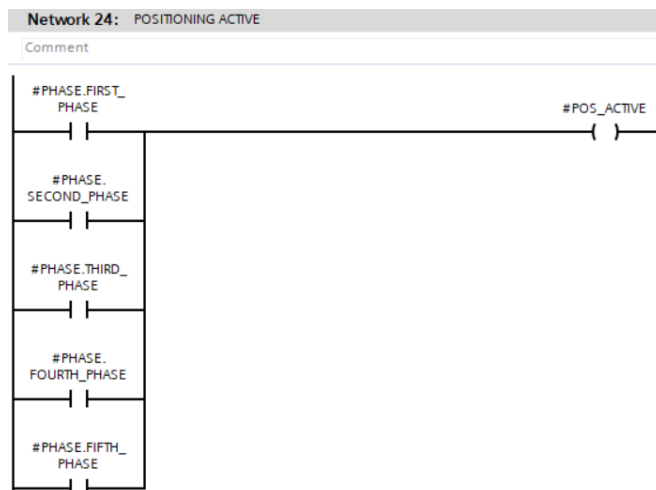 Network 24: POSITIONING ACTIVE
Comment
#PHASE.FIRST_
PHASE
#POS_ACTIVE
#PHASE.
SECOND_PHASE
#PHASE.THIRD_
PHASE
#PHASE.
FOURTH_PHASE
#PHASE.FIFTH_
PHASE